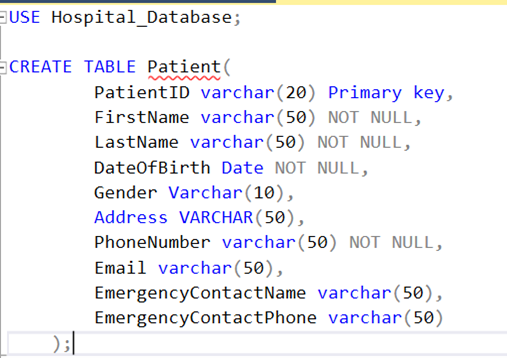 USE Hospital_Database;
CREATE TABLE Patient(
PatientID varchar(20) Primary key,
FirstName varchar(50) NOT NULL,
LastName varchar(50) NOT NULL,
DateOfBirth Date NOT NULL,
Gender Varchar(10),
Address VARCHAR(50),
PhoneNumber varchar(50) NOT NULL,
Email varchar(50),
EmergencyContactName varchar(50),
EmergencyContactPhone varchar(50)
);